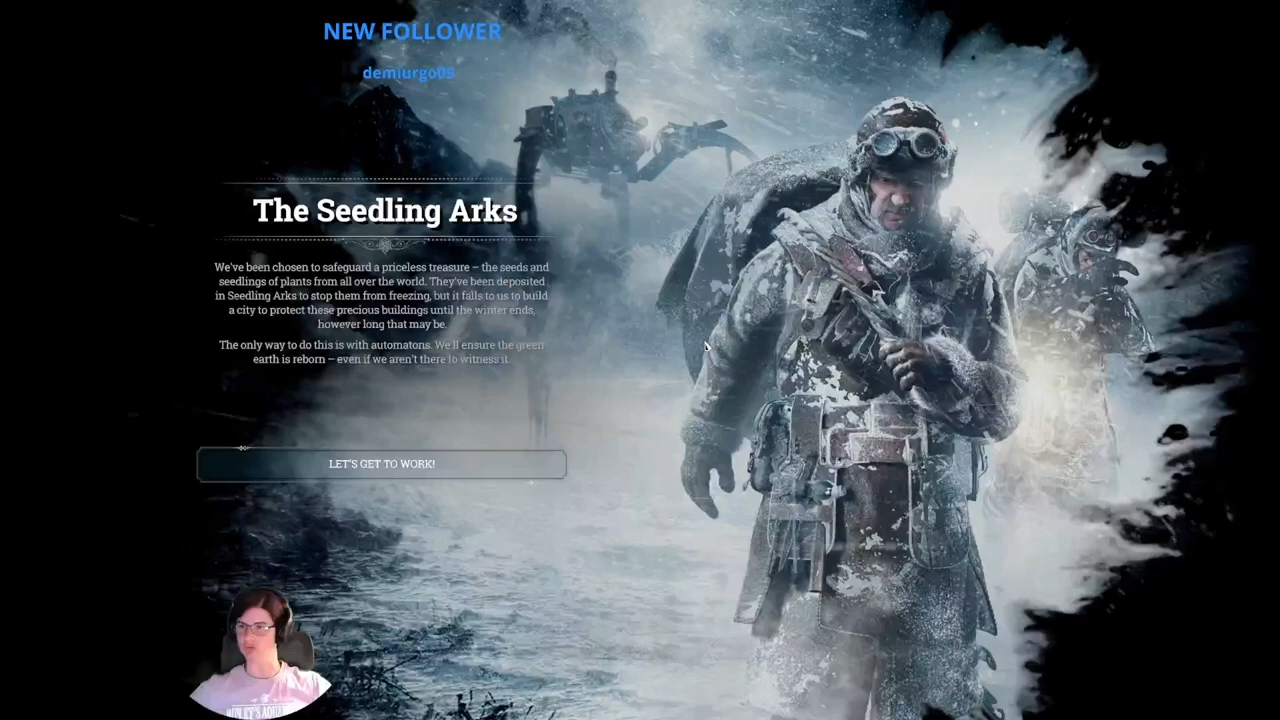 NEW FOLLOWER
demiurgo09
The Seedling Arks
We've been chosen to safeguard a priceless treasure – the seeds and
seedlings of plants from all over the world. They've been deposited
in Seedling Arks to stop them from freezing, but it falls to us to build
a city to protect these precious buildings until the winter ends,
however long that may be.
The only way to do this is with automatons. We'll ensure the green
earth is reborn – even if we aren't there to witness it.
LET'S GET TO WORK!